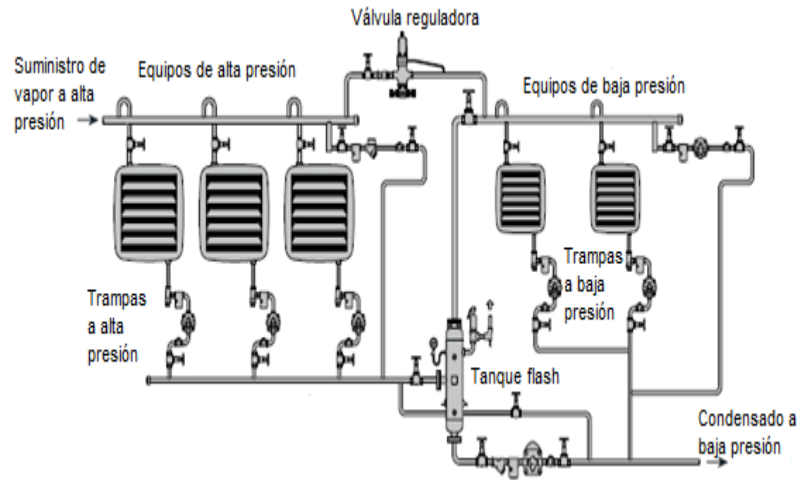 Válvula reguladora
Suministro de
vapor a alta
presión
Equipos de alta presión
Equipos de baja presión
Trampas
a alta
presión
Trampas
a baja
presión
Tanque flash
Condensado a
baja presión